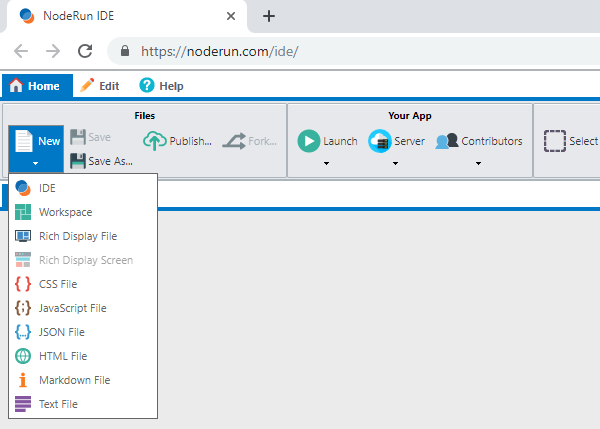 NodeRun IDE
https://noderun.com/ide/
Home Edit Help
Files
Your App
New
Save
Save As...
Publish...
Fork...
Launch
Server
Contributors
Select
IDE
Workspace
Rich Display File
Rich Display Screen
CSS File
JavaScript File
JSON File
HTML File
Markdown File
Text File